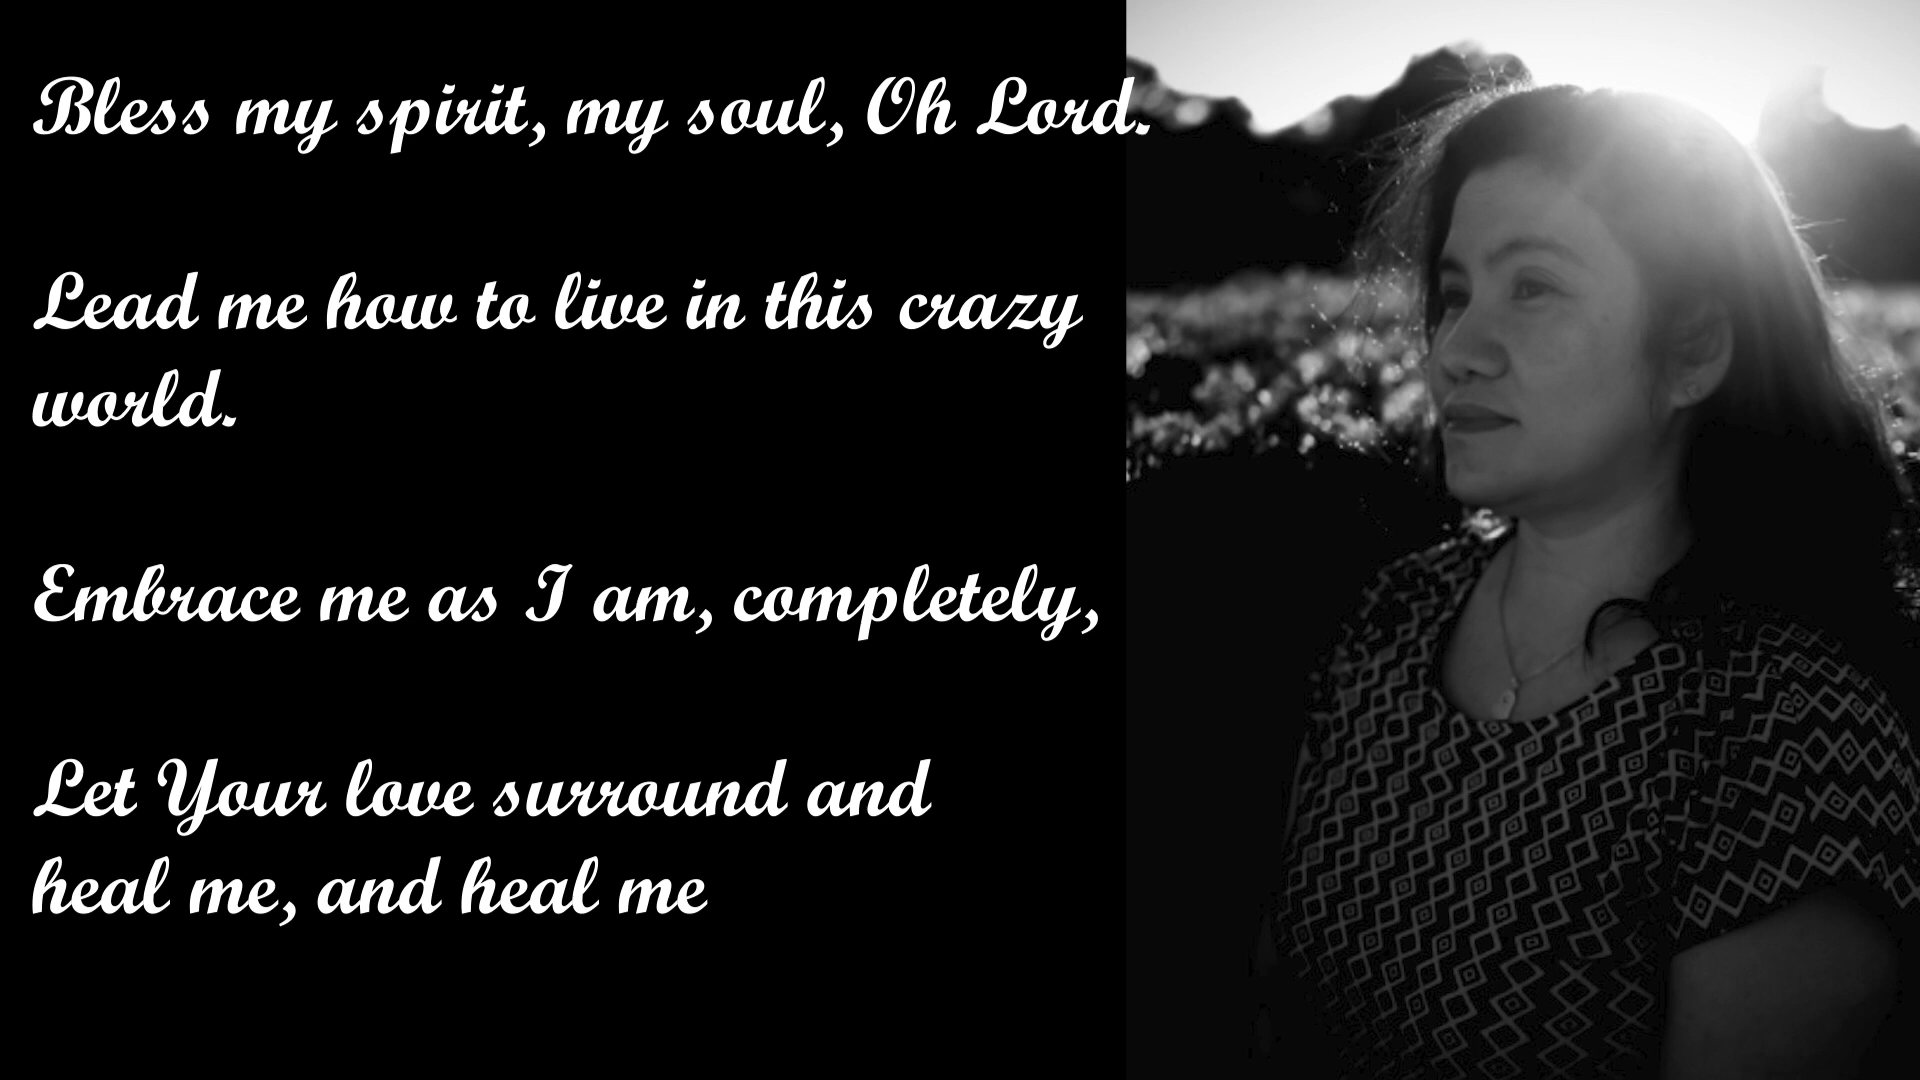 Bless my spirit, my soul, Oh Lord.
Lead me how to live in this crazy
world.
Embrace me as I am, completely,
Let Your love surround and
heal me, and heal me